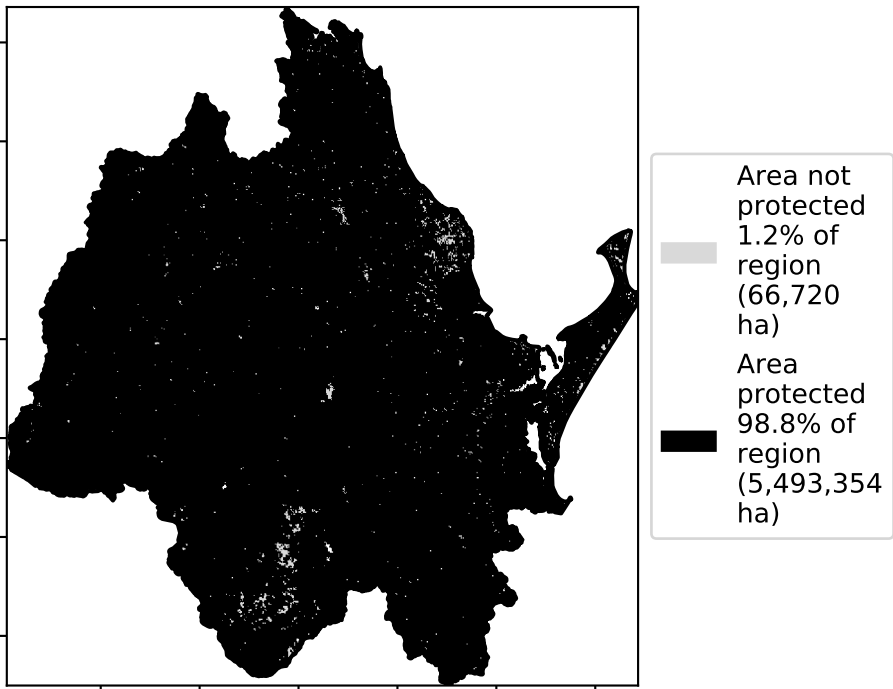 Area not
protected
1.2% of
region
(66,720
ha)
Area
protected
98.8% of
region
(5,493,354
ha)